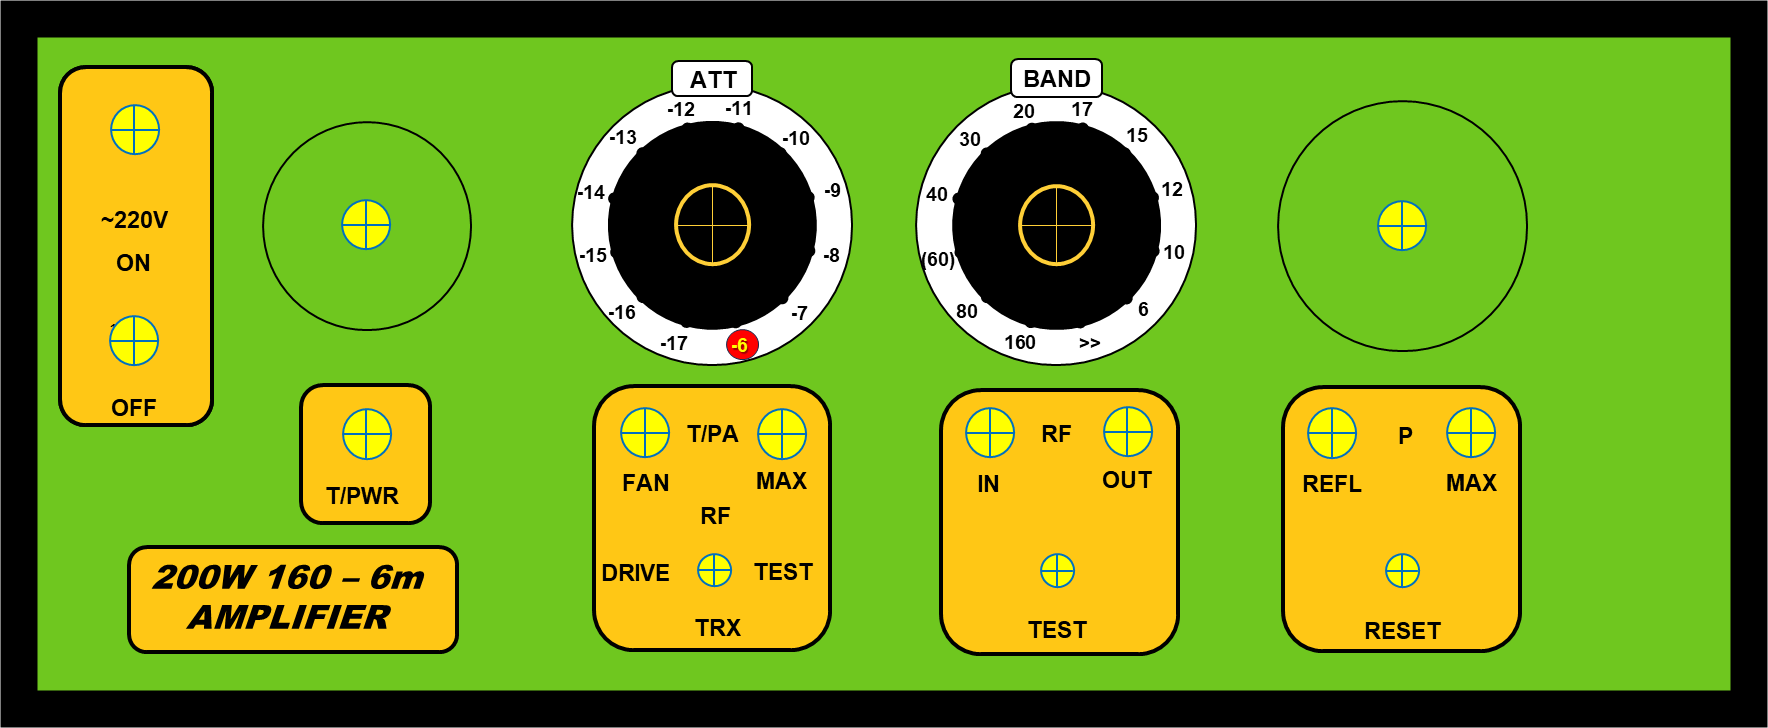 ~220V
ON
OFF
T/PWR
200W 160 – 6m
AMPLIFIER
ATT
-12 -11
-13 -10
-14 -9
-15 -8
-16 -7
-17 -6
T/PA
FAN MAX
RF
DRIVE TEST
TRX
BAND
20 17
30 15
40 12
(60) 10
80 6
160 >>
RF
IN OUT
TEST
P
REFL MAX
RESET